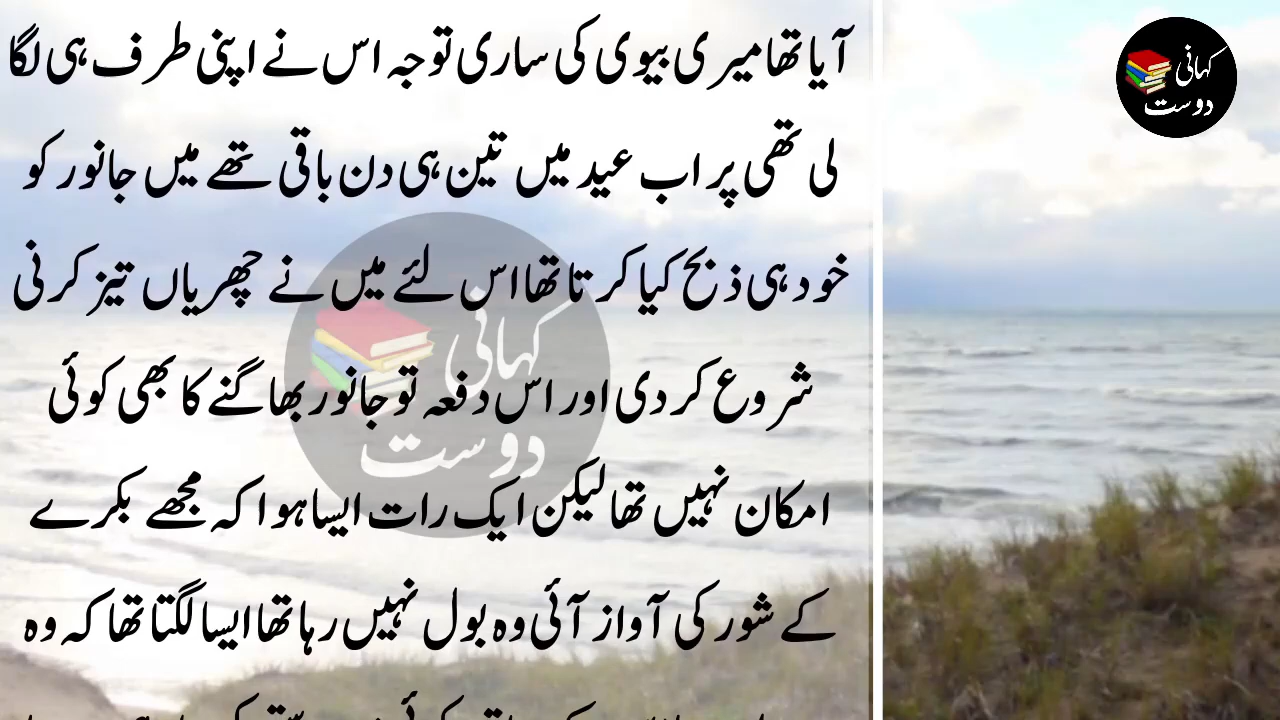 آیا تھا میری بیوی کی ساری توجہ اس نے اپنی طرف ہی لگا
لی تھی پر اب عید میں تین ہی دن باقی تھے میں جانور کو
خود ہی ذبح کیا کرتا تھا اس لئے میں نے چھریاں تیز کرنی
شروع کر دی اور اس دفعہ تو جانور بھاگنے کا بھی کوئی
امکان نہیں تھا لیکن ایک رات ایسا ہوا کہ مجھے بکرے
کے شور کی آواز آئی وہ بول نہیں رہا تھا ایسا لگتا تھا کہ وہ
کہانی
دوست
کہانی
دوست